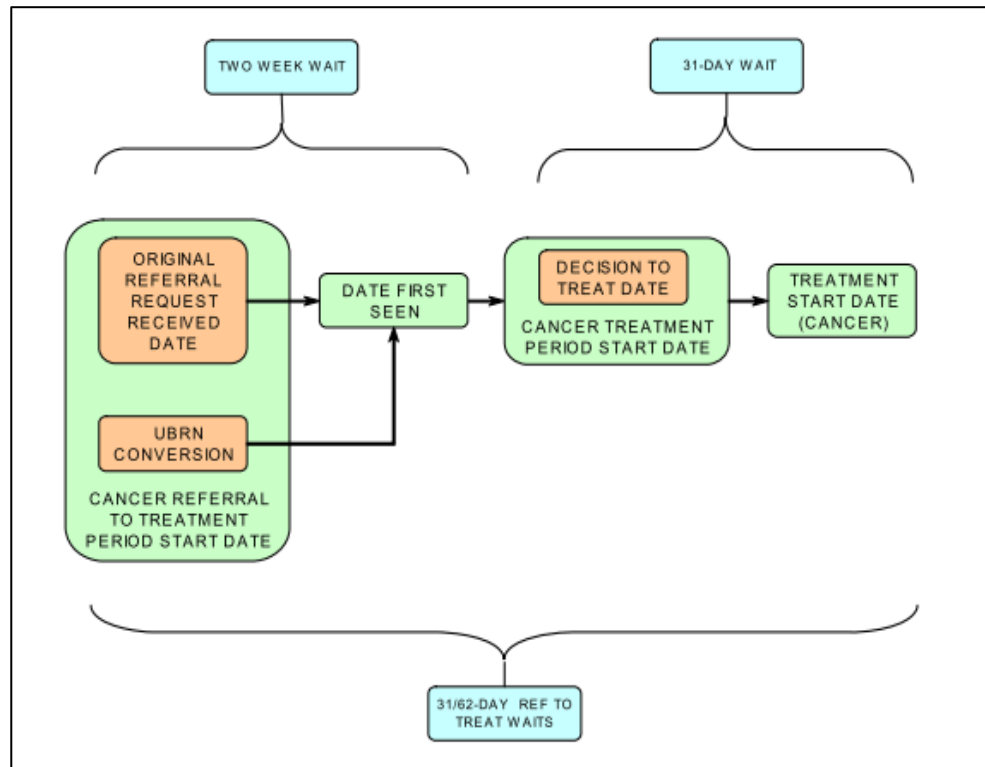 TWO WEEK WAIT
31-DAY WAIT
ORIGINAL
REFERRAL
REQUEST
RECEIVED
DATE
UBRN
CONVERSION
CANCER REFERRAL
TO TREATMENT
PERIOD START DATE
DATE FIRST
SEEN
DECISION TO
TREAT DATE
CANCER TREATMENT
PERIOD START DATE
TREATMENT
START DATE
(CANCER)
31/62-DAY REF TO
TREAT WAITS